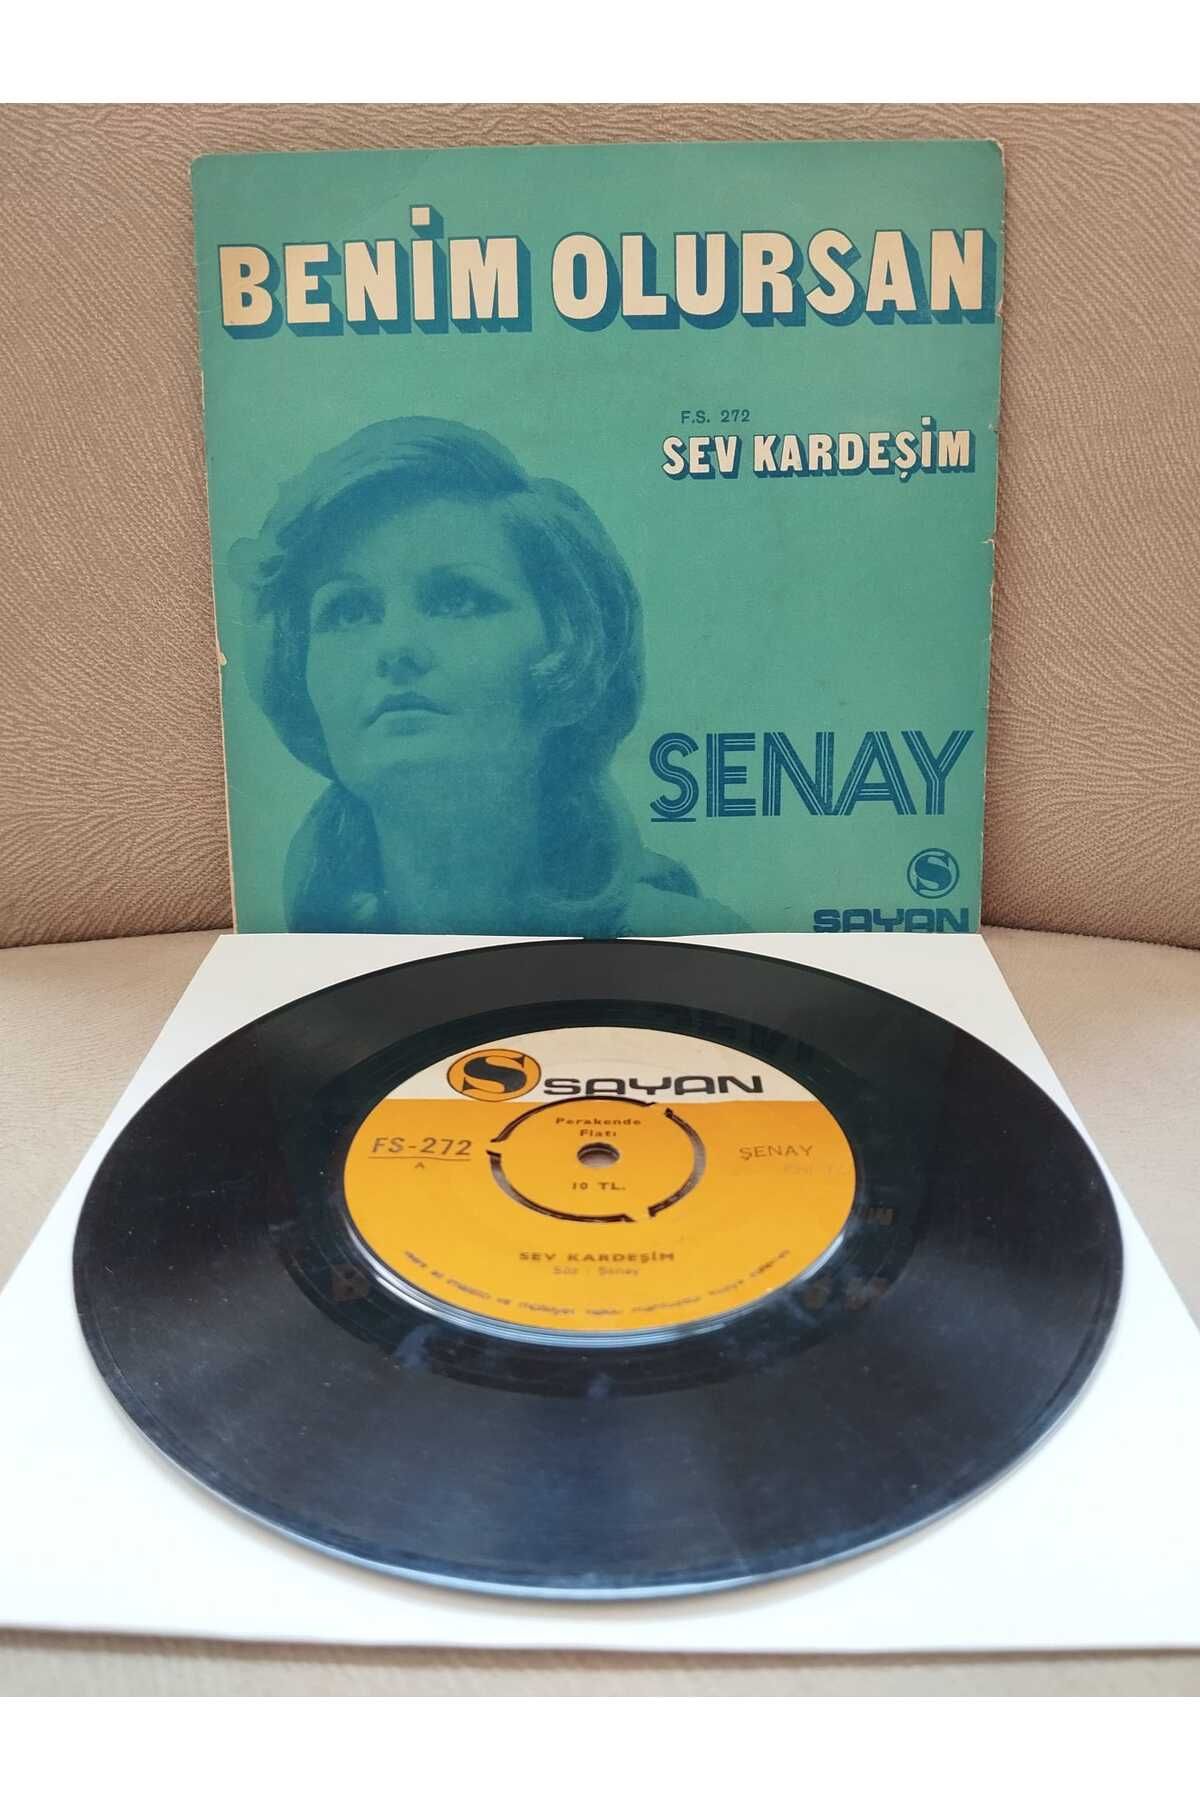 BENİM OLURSAN
F.S. 272
SEV KARDEŞİM
ŞENAY
S
SAYAN
S SAYAN
Perakende
Fiatı
FS-272
A
ŞENAY
10 TL.
SEV KARDEŞİM
Söz : Şenay